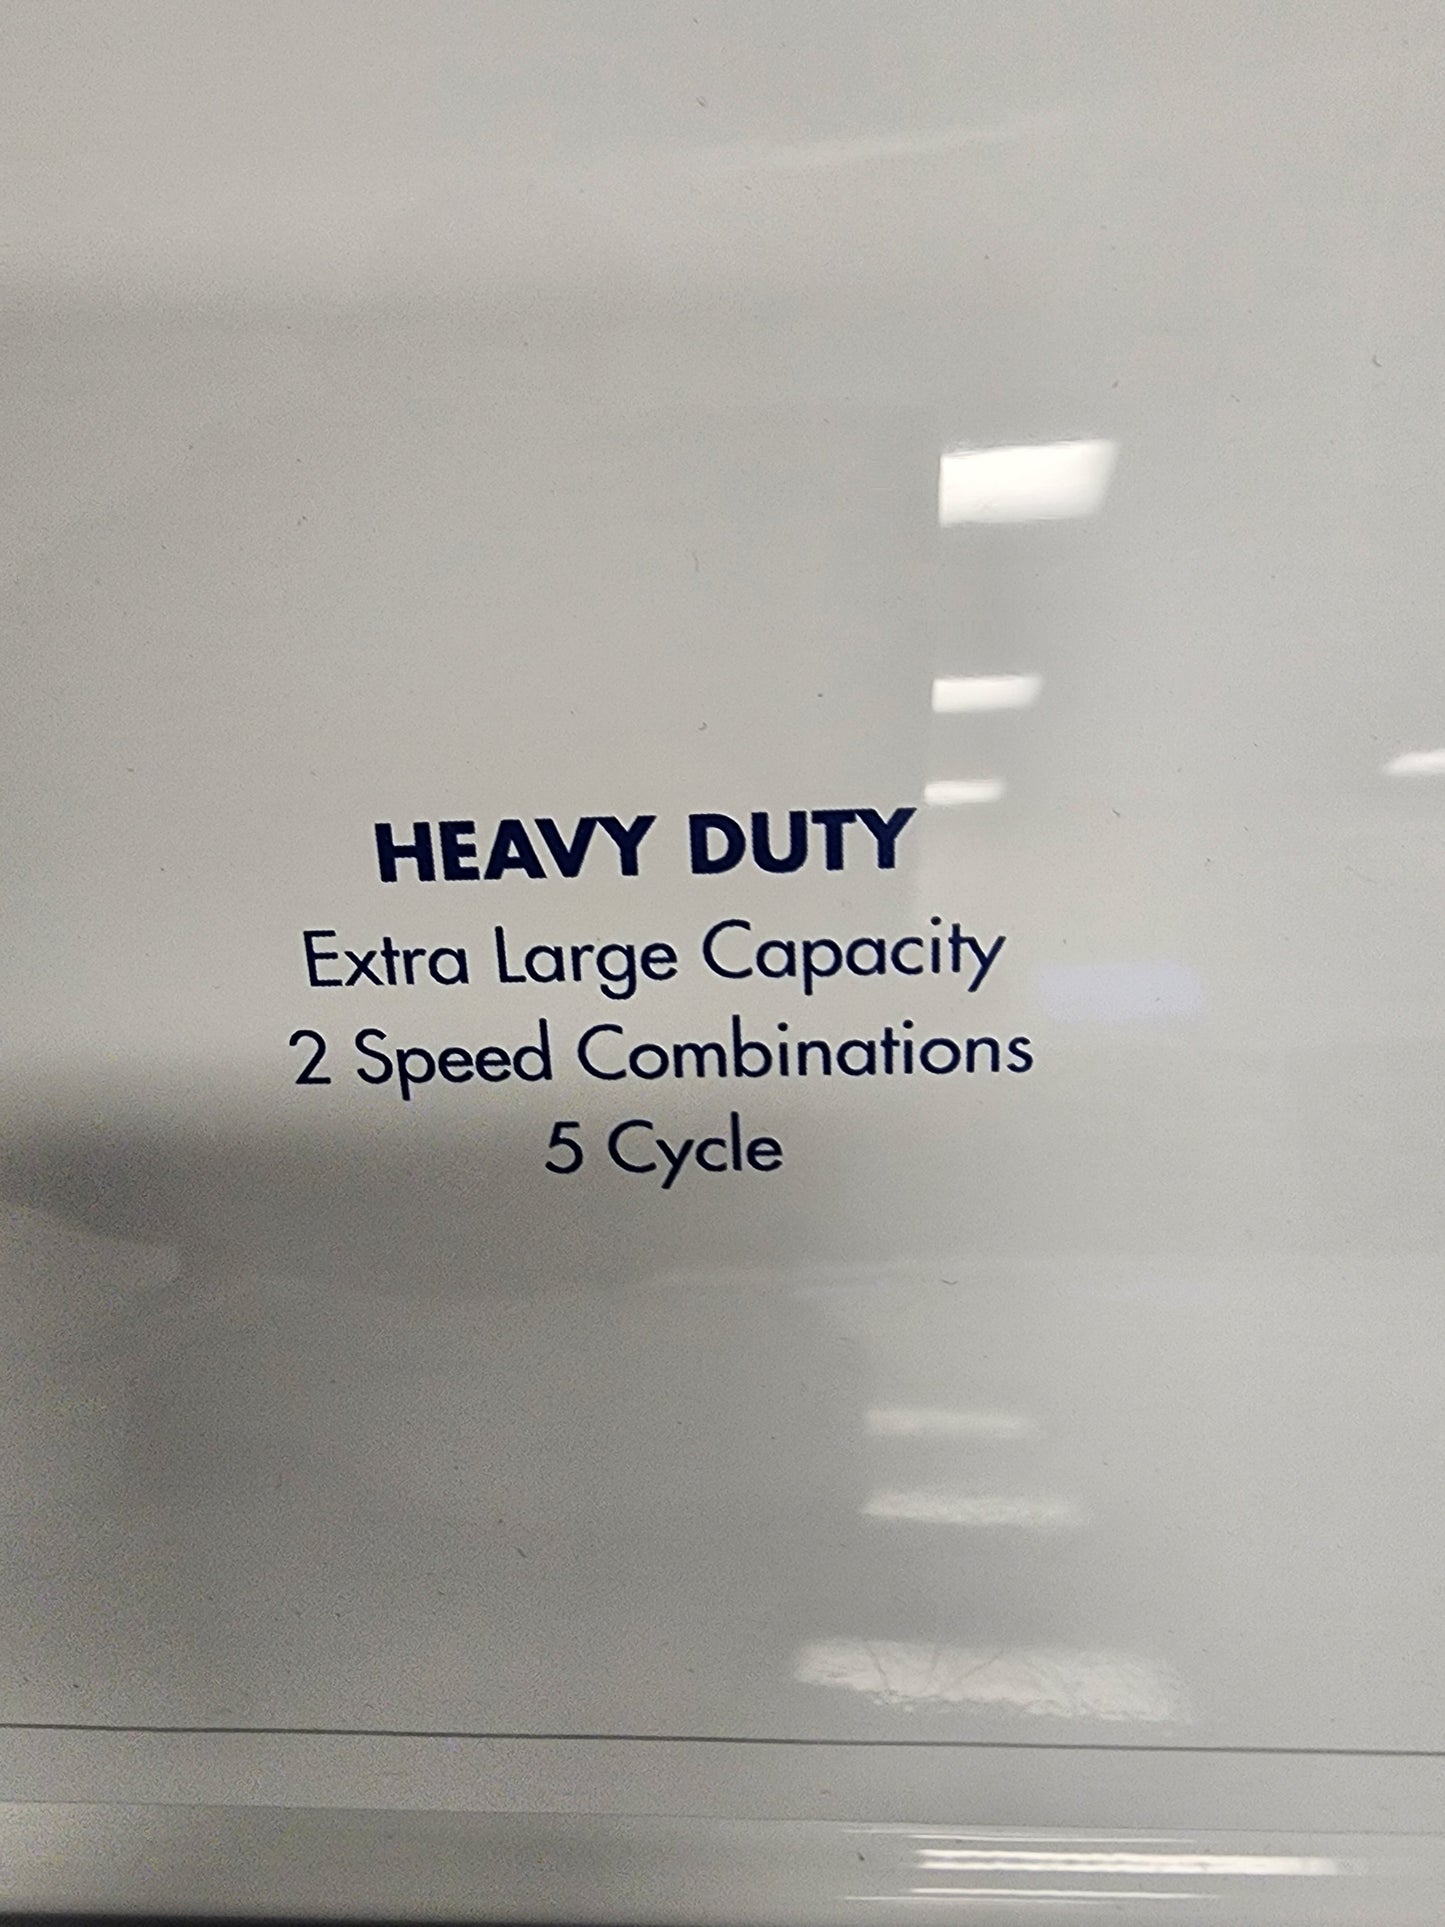 HEAVY DUTY
Extra Large Capacity
2 Speed Combinations
5 Cycle